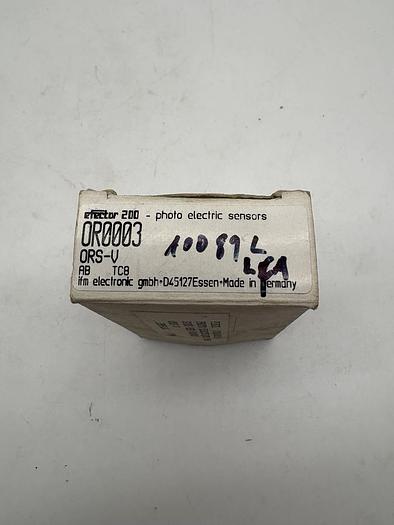 efector 200 - photo electric sensors
OR0003
10089L
ORS-V
LGA
AB TC8
ifm electronic gmbh•D45127Essen•Made in Germany